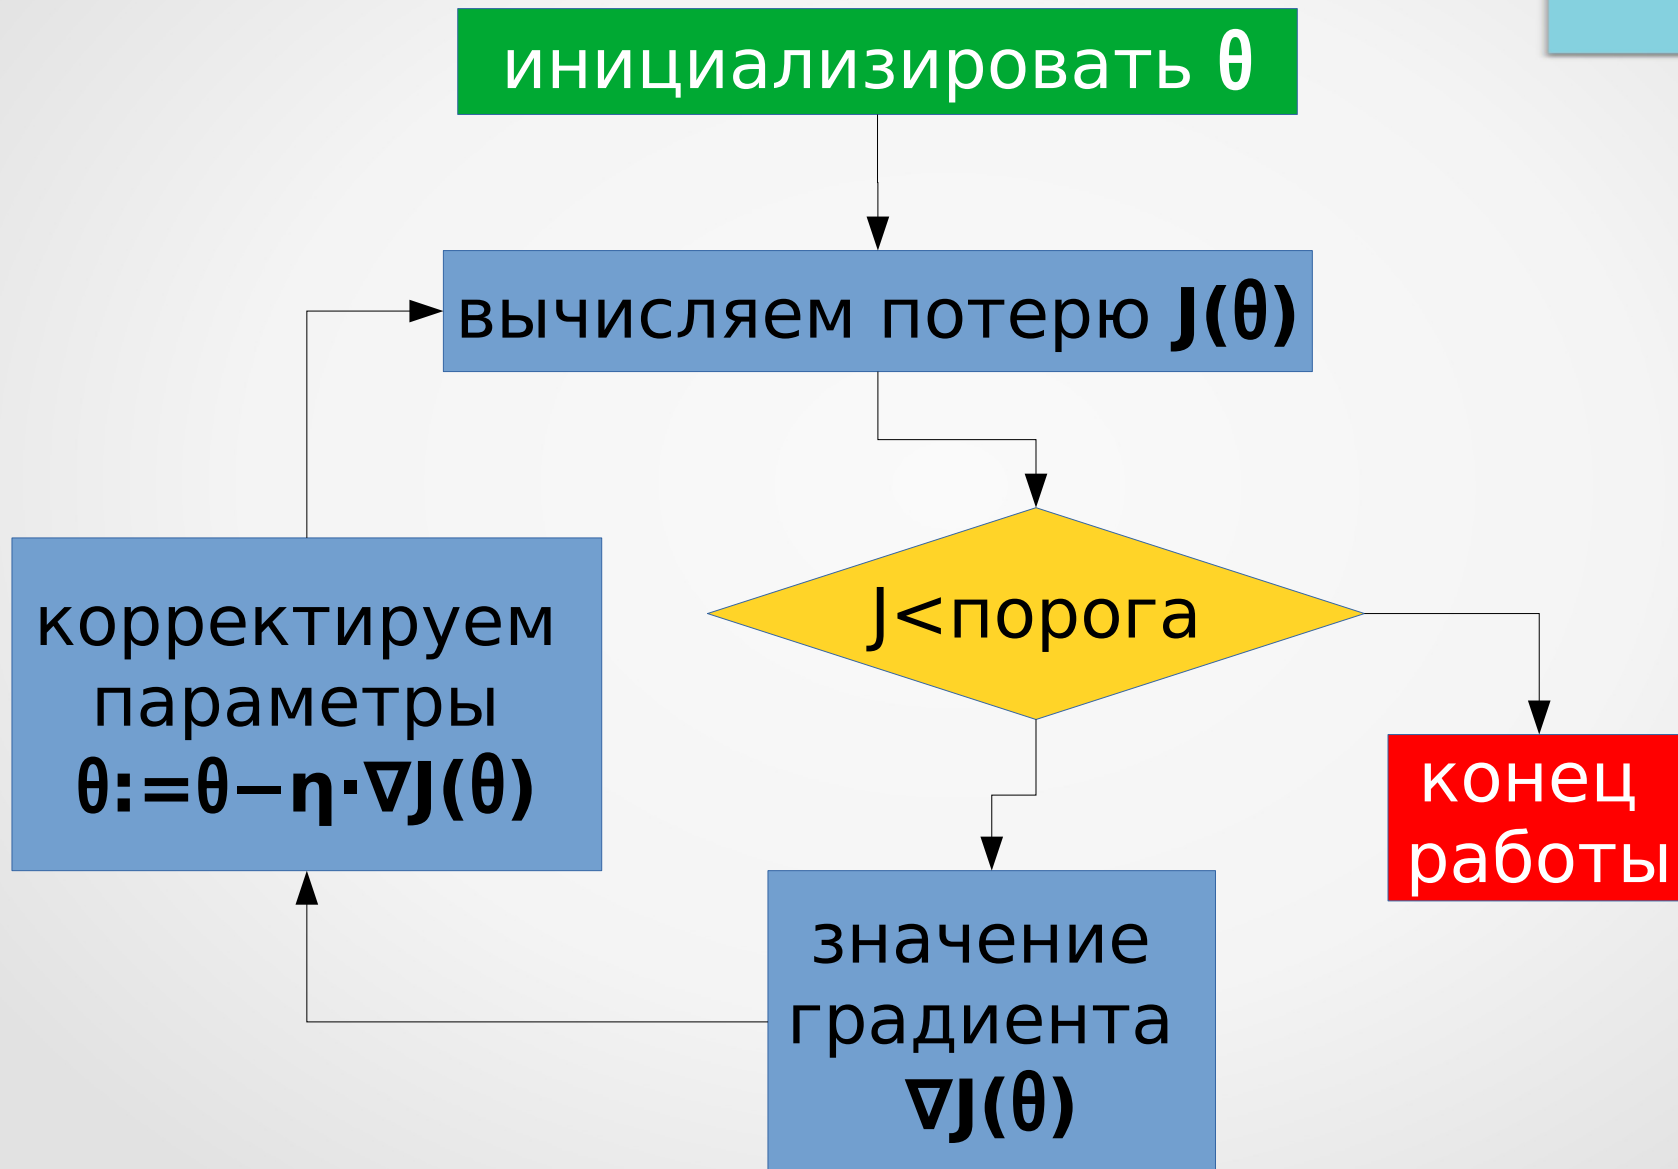 инициализировать θ
вычисляем потерю J(θ)
J<порога
конец
работы
значение
градиента
∇J(θ)
корректируем
параметры
θ:=θ−η·∇J(θ)